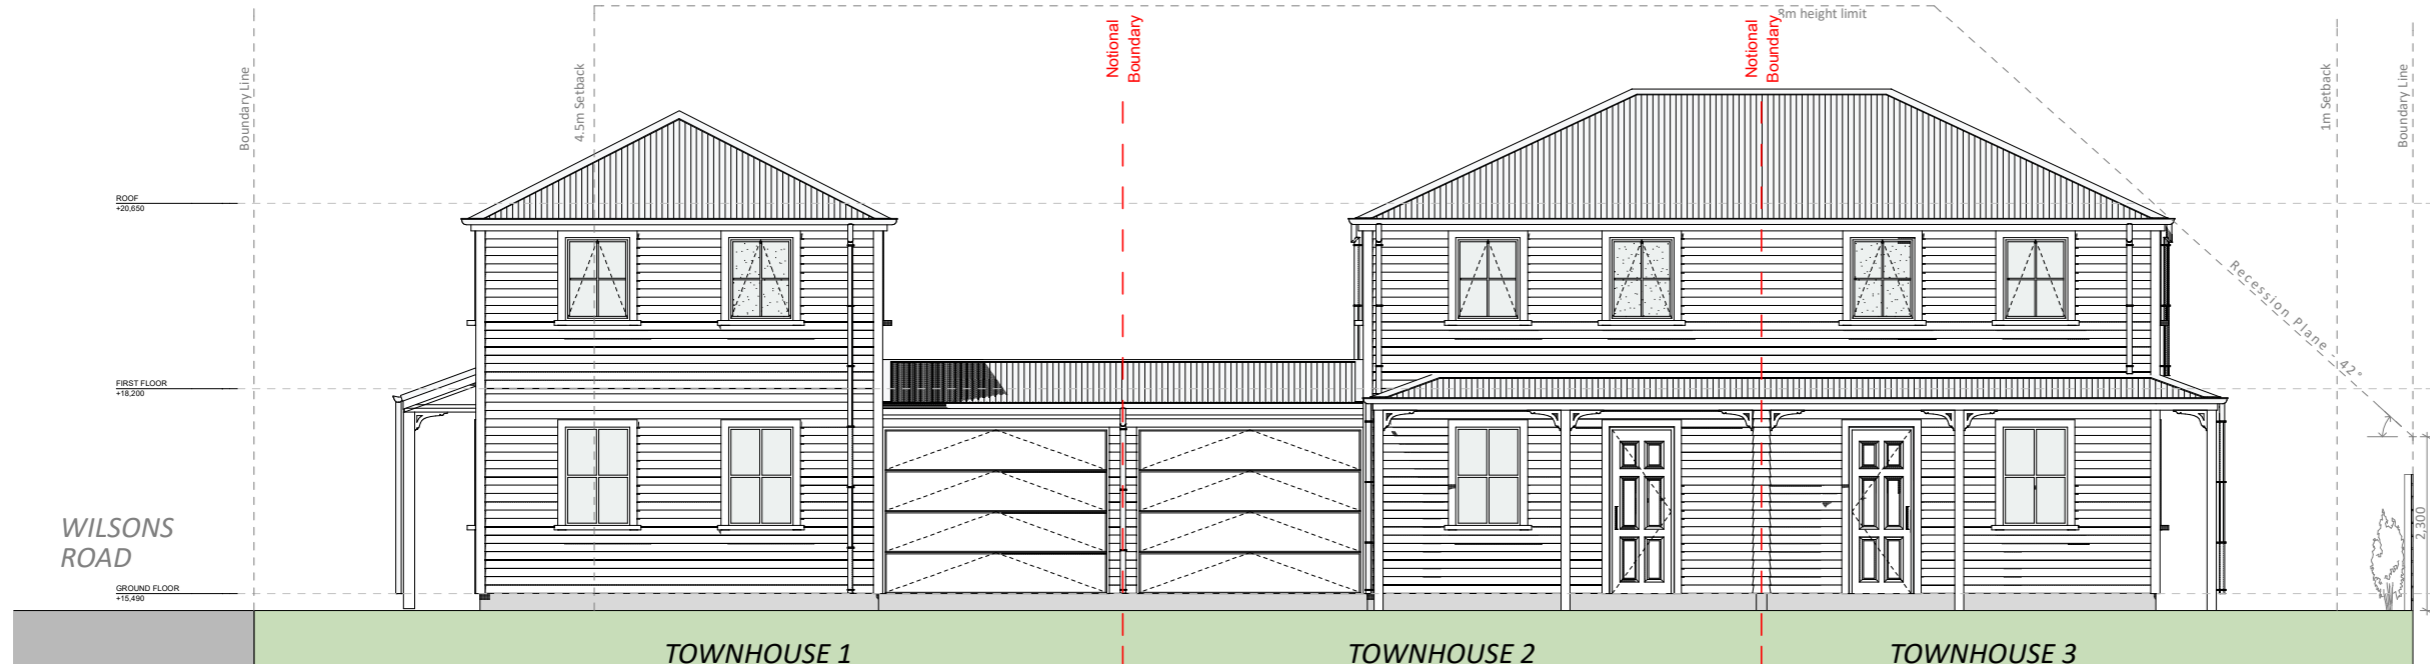 8m height limit
Notional
Boundary
Notional
Boundary
Boundary Line
4.5m Setback
1m Setback
Boundary Line
ROOF
+20,650
Recession Plane - 42°
FIRST FLOOR
+18,200
WILSONS
ROAD
2,300
GROUND FLOOR
+15,490
TOWNHOUSE 1
TOWNHOUSE 2
TOWNHOUSE 3